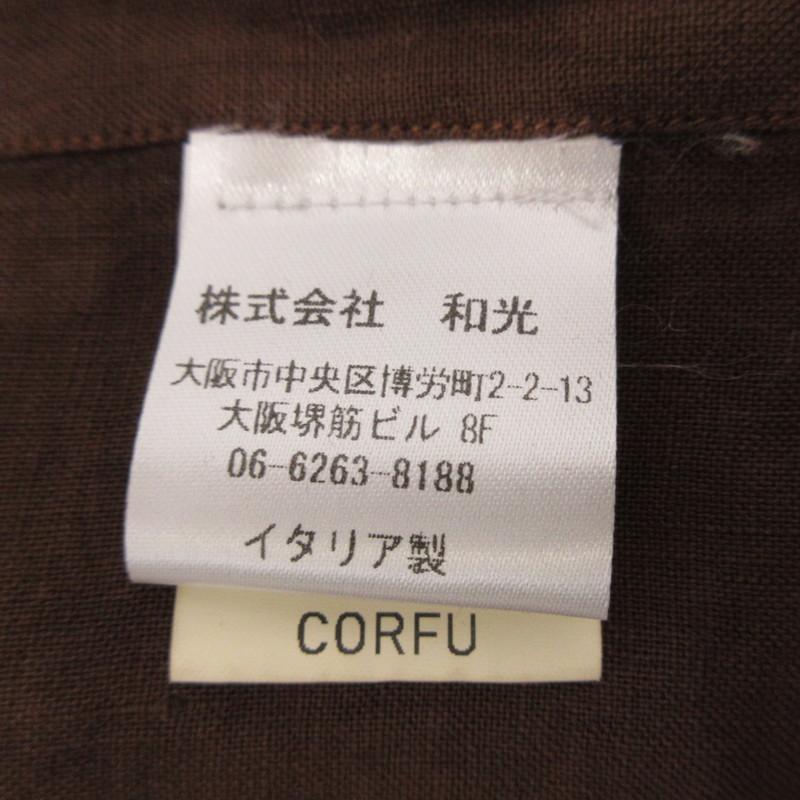 株式会社　和光
大阪市中央区博労町2-2-13
大阪堺筋ビル 8F
06-6263-8188
イタリア製
CORFU